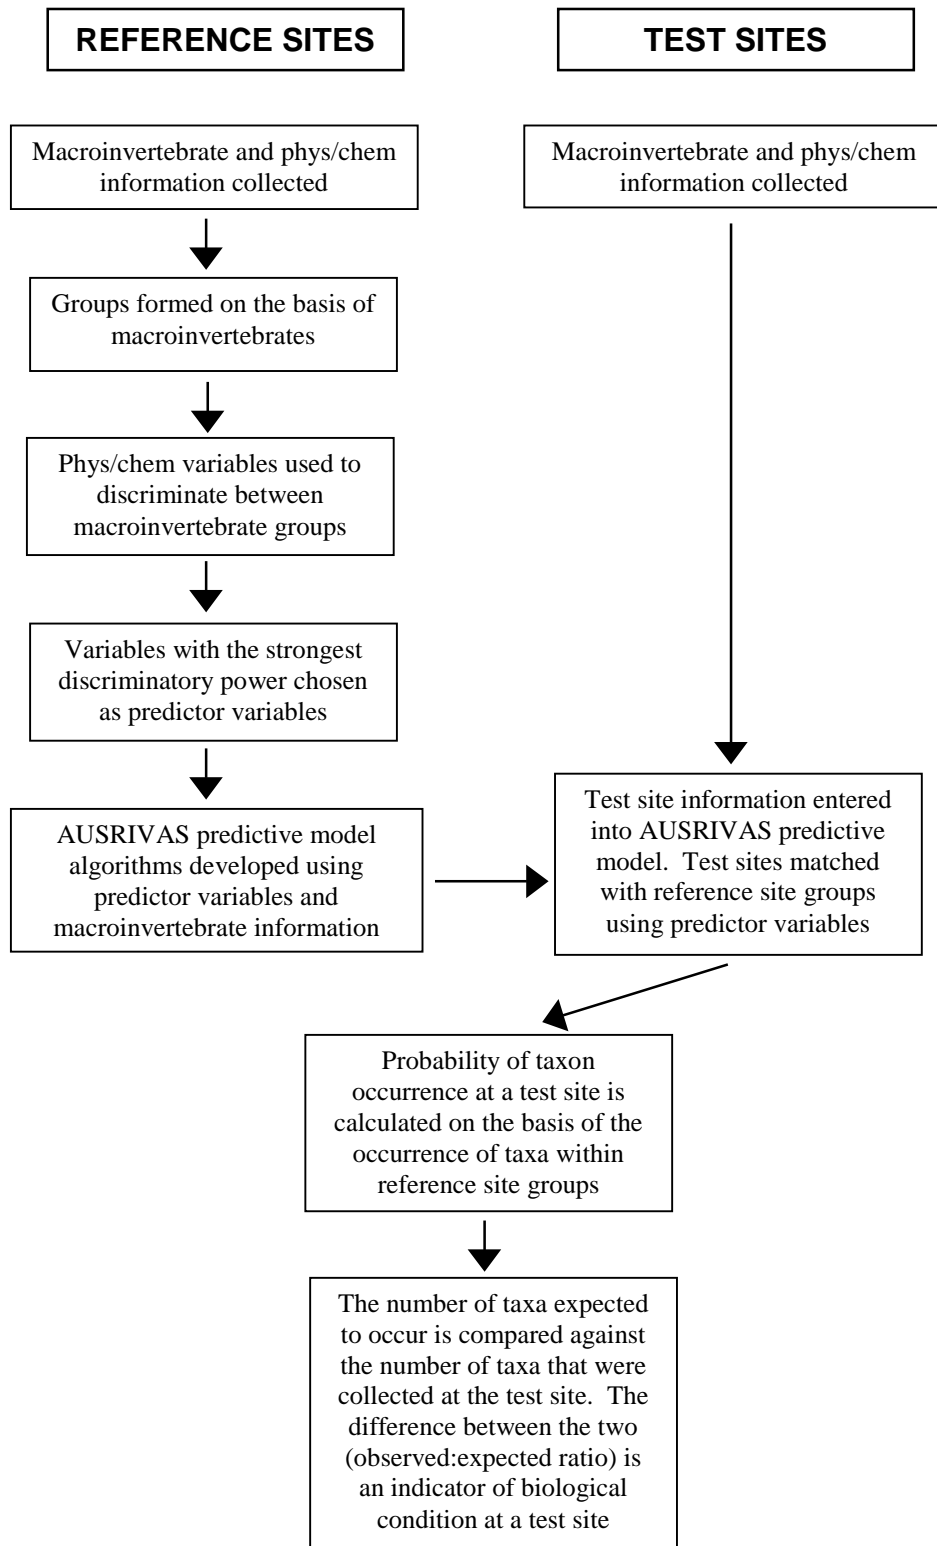 REFERENCE SITES
TEST SITES
Macroinvertebrate and phys/chem
information collected
Macroinvertebrate and phys/chem
information collected
Groups formed on the basis of
macroinvertebrates
Phys/chem variables used to
discriminate between
macroinvertebrate groups
Variables with the strongest
discriminatory power chosen
as predictor variables
AUSRIVAS predictive model
algorithms developed using
predictor variables and
macroinvertebrate information
Test site information entered
into AUSRIVAS predictive
model.  Test sites matched
with reference site groups
using predictor variables
Probability of taxon
occurrence at a test site is
calculated on the basis of the
occurrence of taxa within
reference site groups
The number of taxa expected
to occur is compared against
the number of taxa that were
collected at the test site.  The
difference between the two
(observed:expected ratio) is
an indicator of biological
condition at a test site